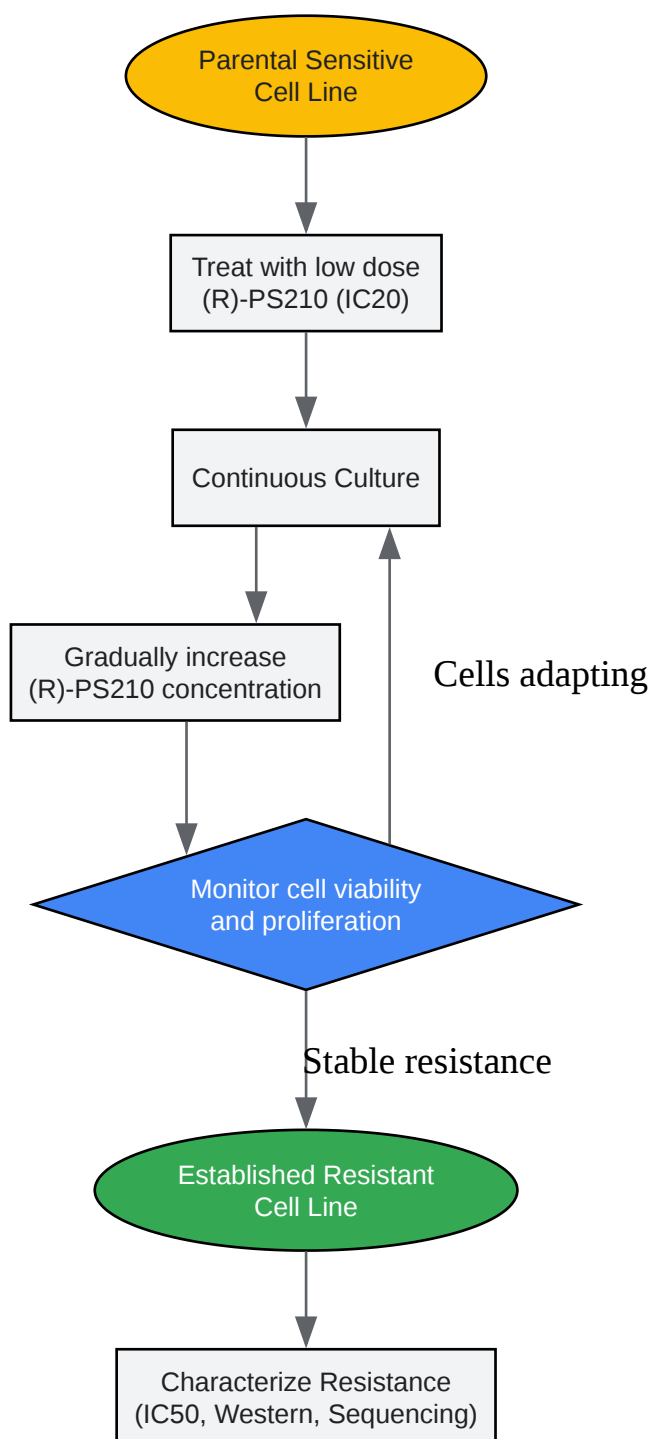 Parental Sensitive
Cell Line
Treat with low dose
(R)-PS210 (IC20)
Continuous Culture
Gradually increase
(R)-PS210 concentration
Cells adapting
Monitor cell viability
and proliferation
Stable resistance
Established Resistant
Cell Line
Characterize Resistance
(IC50, Western, Sequencing)